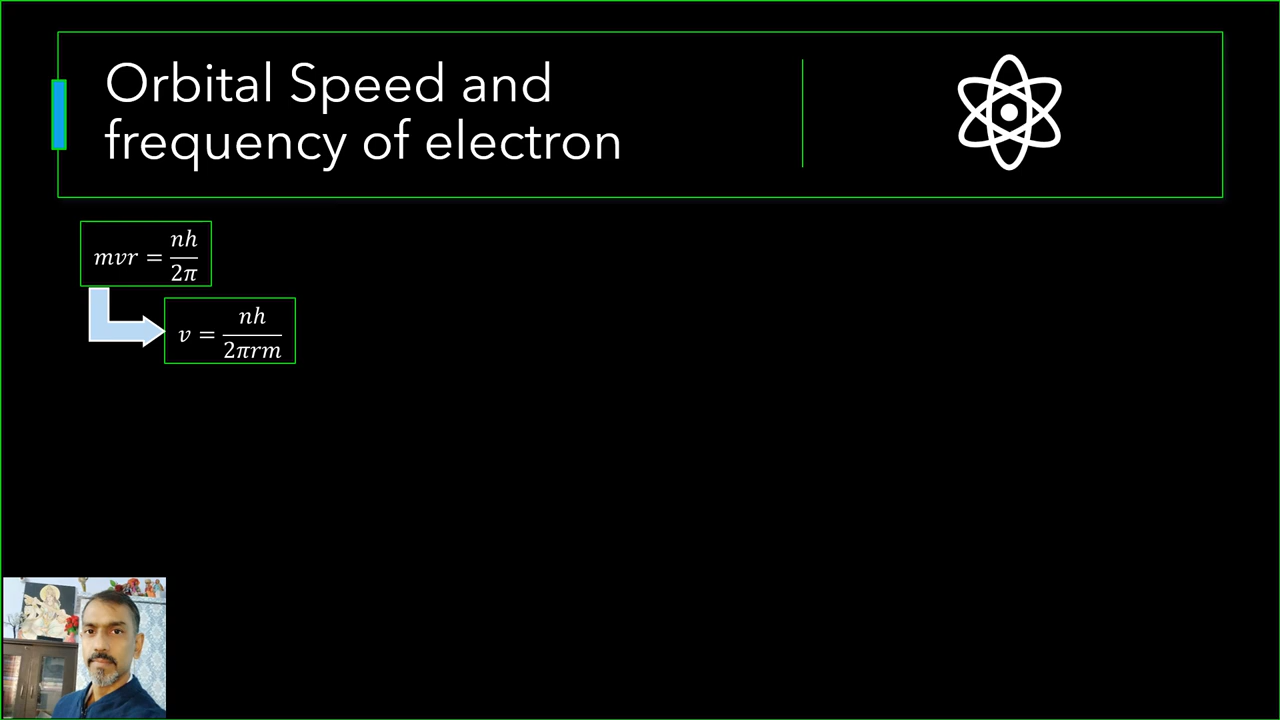 Orbital Speed and
frequency of electron
mvr = nh/2π
v = nh/2πrm